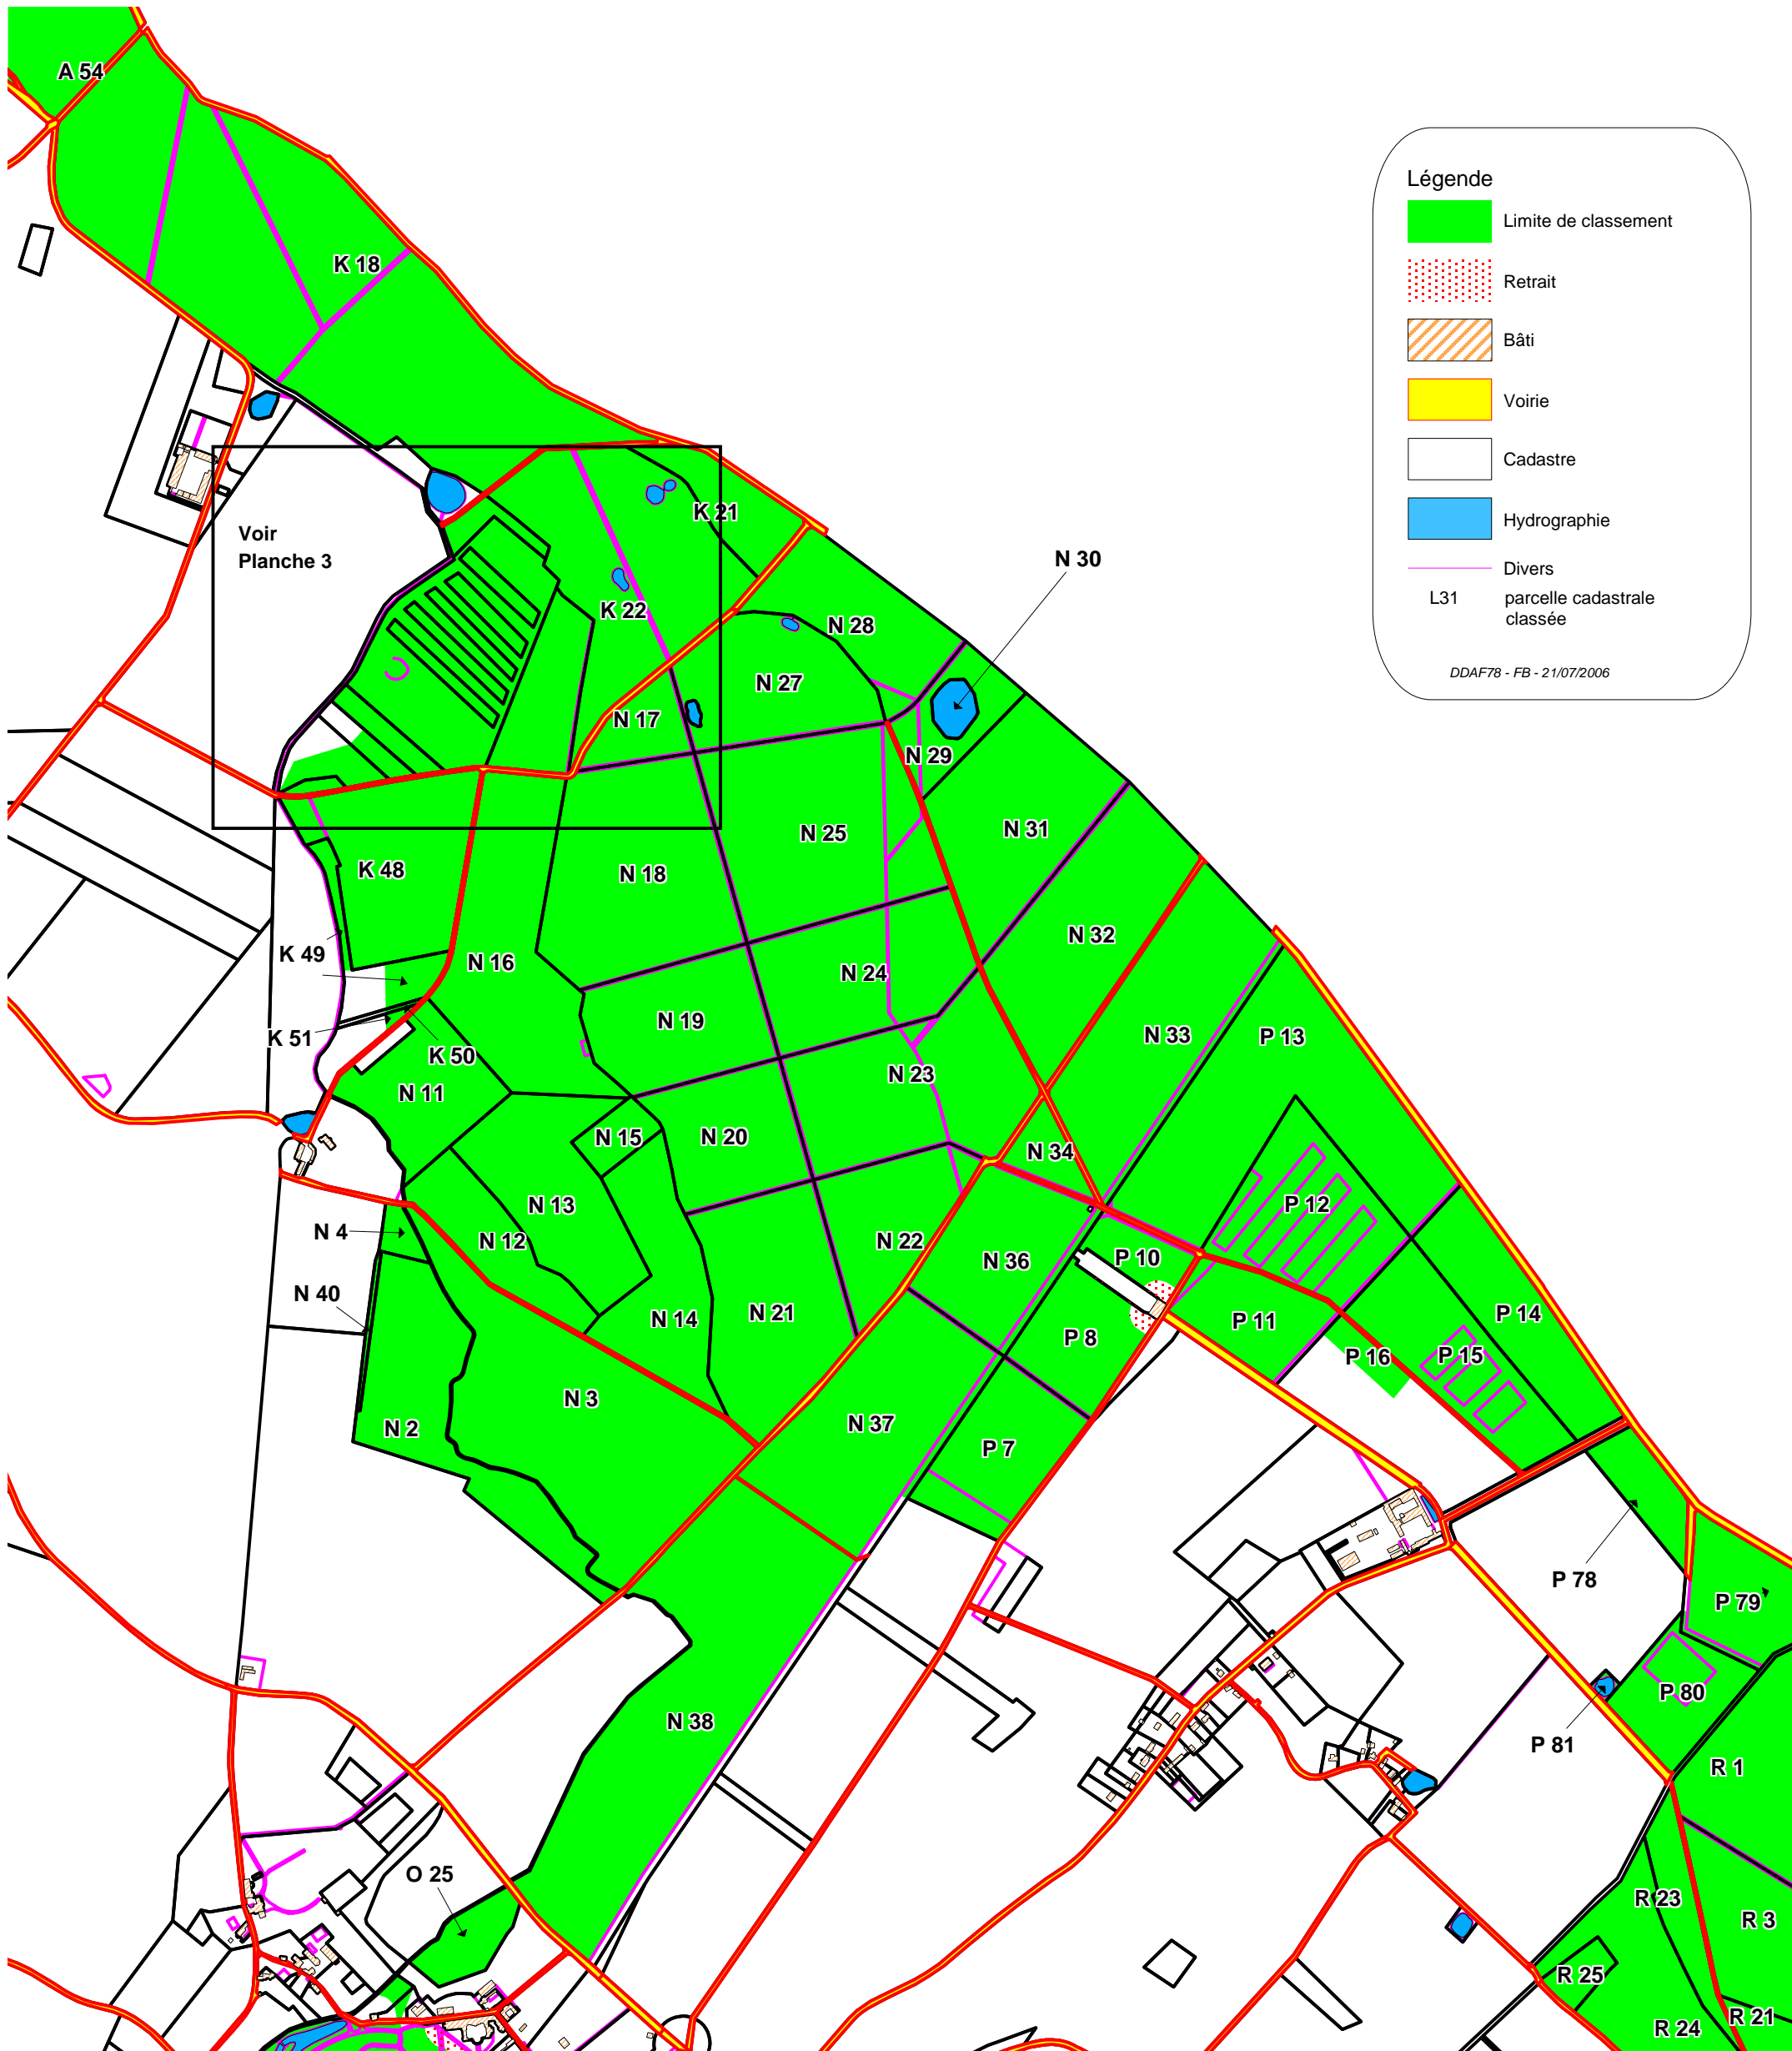 A 54
K 18
Légende
Limite de classement
Retrait
Bâti
Voirie
Cadastre
Hydrographie
Divers
L31
parcelle cadastrale
classée
DDAF78 - FB - 21/07/2006
Voir
Planche 3
K 21
N 30
K 22
N 28
N 27
N 17
N 29
N 25
N 31
K 48
N 18
N 32
K 49
N 16
N 24
N 19
K 51
K 50
N 33
P 13
N 11
N 23
N 15
N 20
N 34
N 13
P 12
N 4
N 12
N 22
N 36
P 10
N 40
N 14
N 21
P 8
P 11
P 14
P 16
P 15
N 3
N 2
N 37
P 7
P 78
P 79
N 38
P 80
P 81
R 1
O 25
R 23
R 3
R 25
R 24
R 21